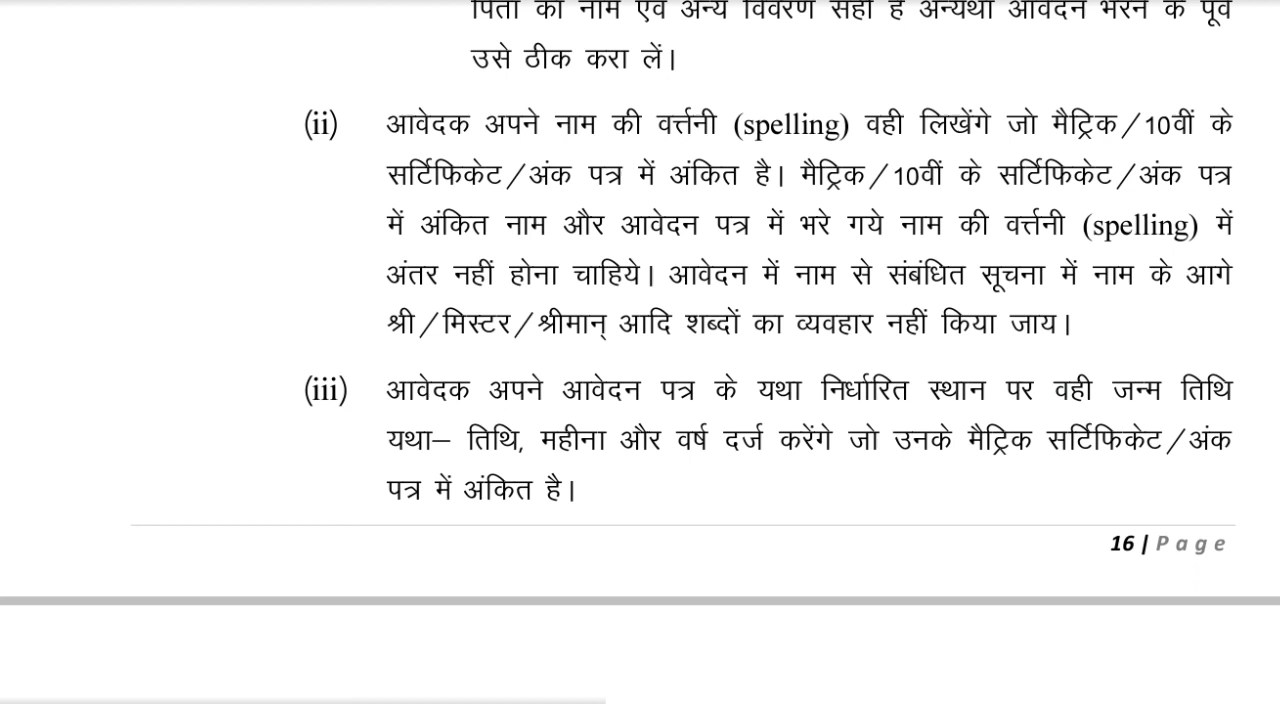 पिता का नाम एवं अन्य विवरण सही है अन्यथा आवेदन भरने के पूर्व
उसे ठीक करा लें।
(ii) आवेदक अपने नाम की वर्त्तनी (spelling) वही लिखेंगे जो मैट्रिक/10वीं के
सर्टिफिकेट/अंक पत्र में अंकित है। मैट्रिक/10वीं के सर्टिफिकेट/अंक पत्र
में अंकित नाम और आवेदन पत्र में भरे गये नाम की वर्त्तनी (spelling) में
अंतर नहीं होना चाहिये। आवेदन में नाम से संबंधित सूचना में नाम के आगे
श्री/मिस्टर/श्रीमान् आदि शब्दों का व्यवहार नहीं किया जाय।
(iii) आवेदक अपने आवेदन पत्र के यथा निर्धारित स्थान पर वही जन्म तिथि
यथा– तिथि, महीना और वर्ष दर्ज करेंगे जो उनके मैट्रिक सर्टिफिकेट/अंक
पत्र में अंकित है।
16 | Page